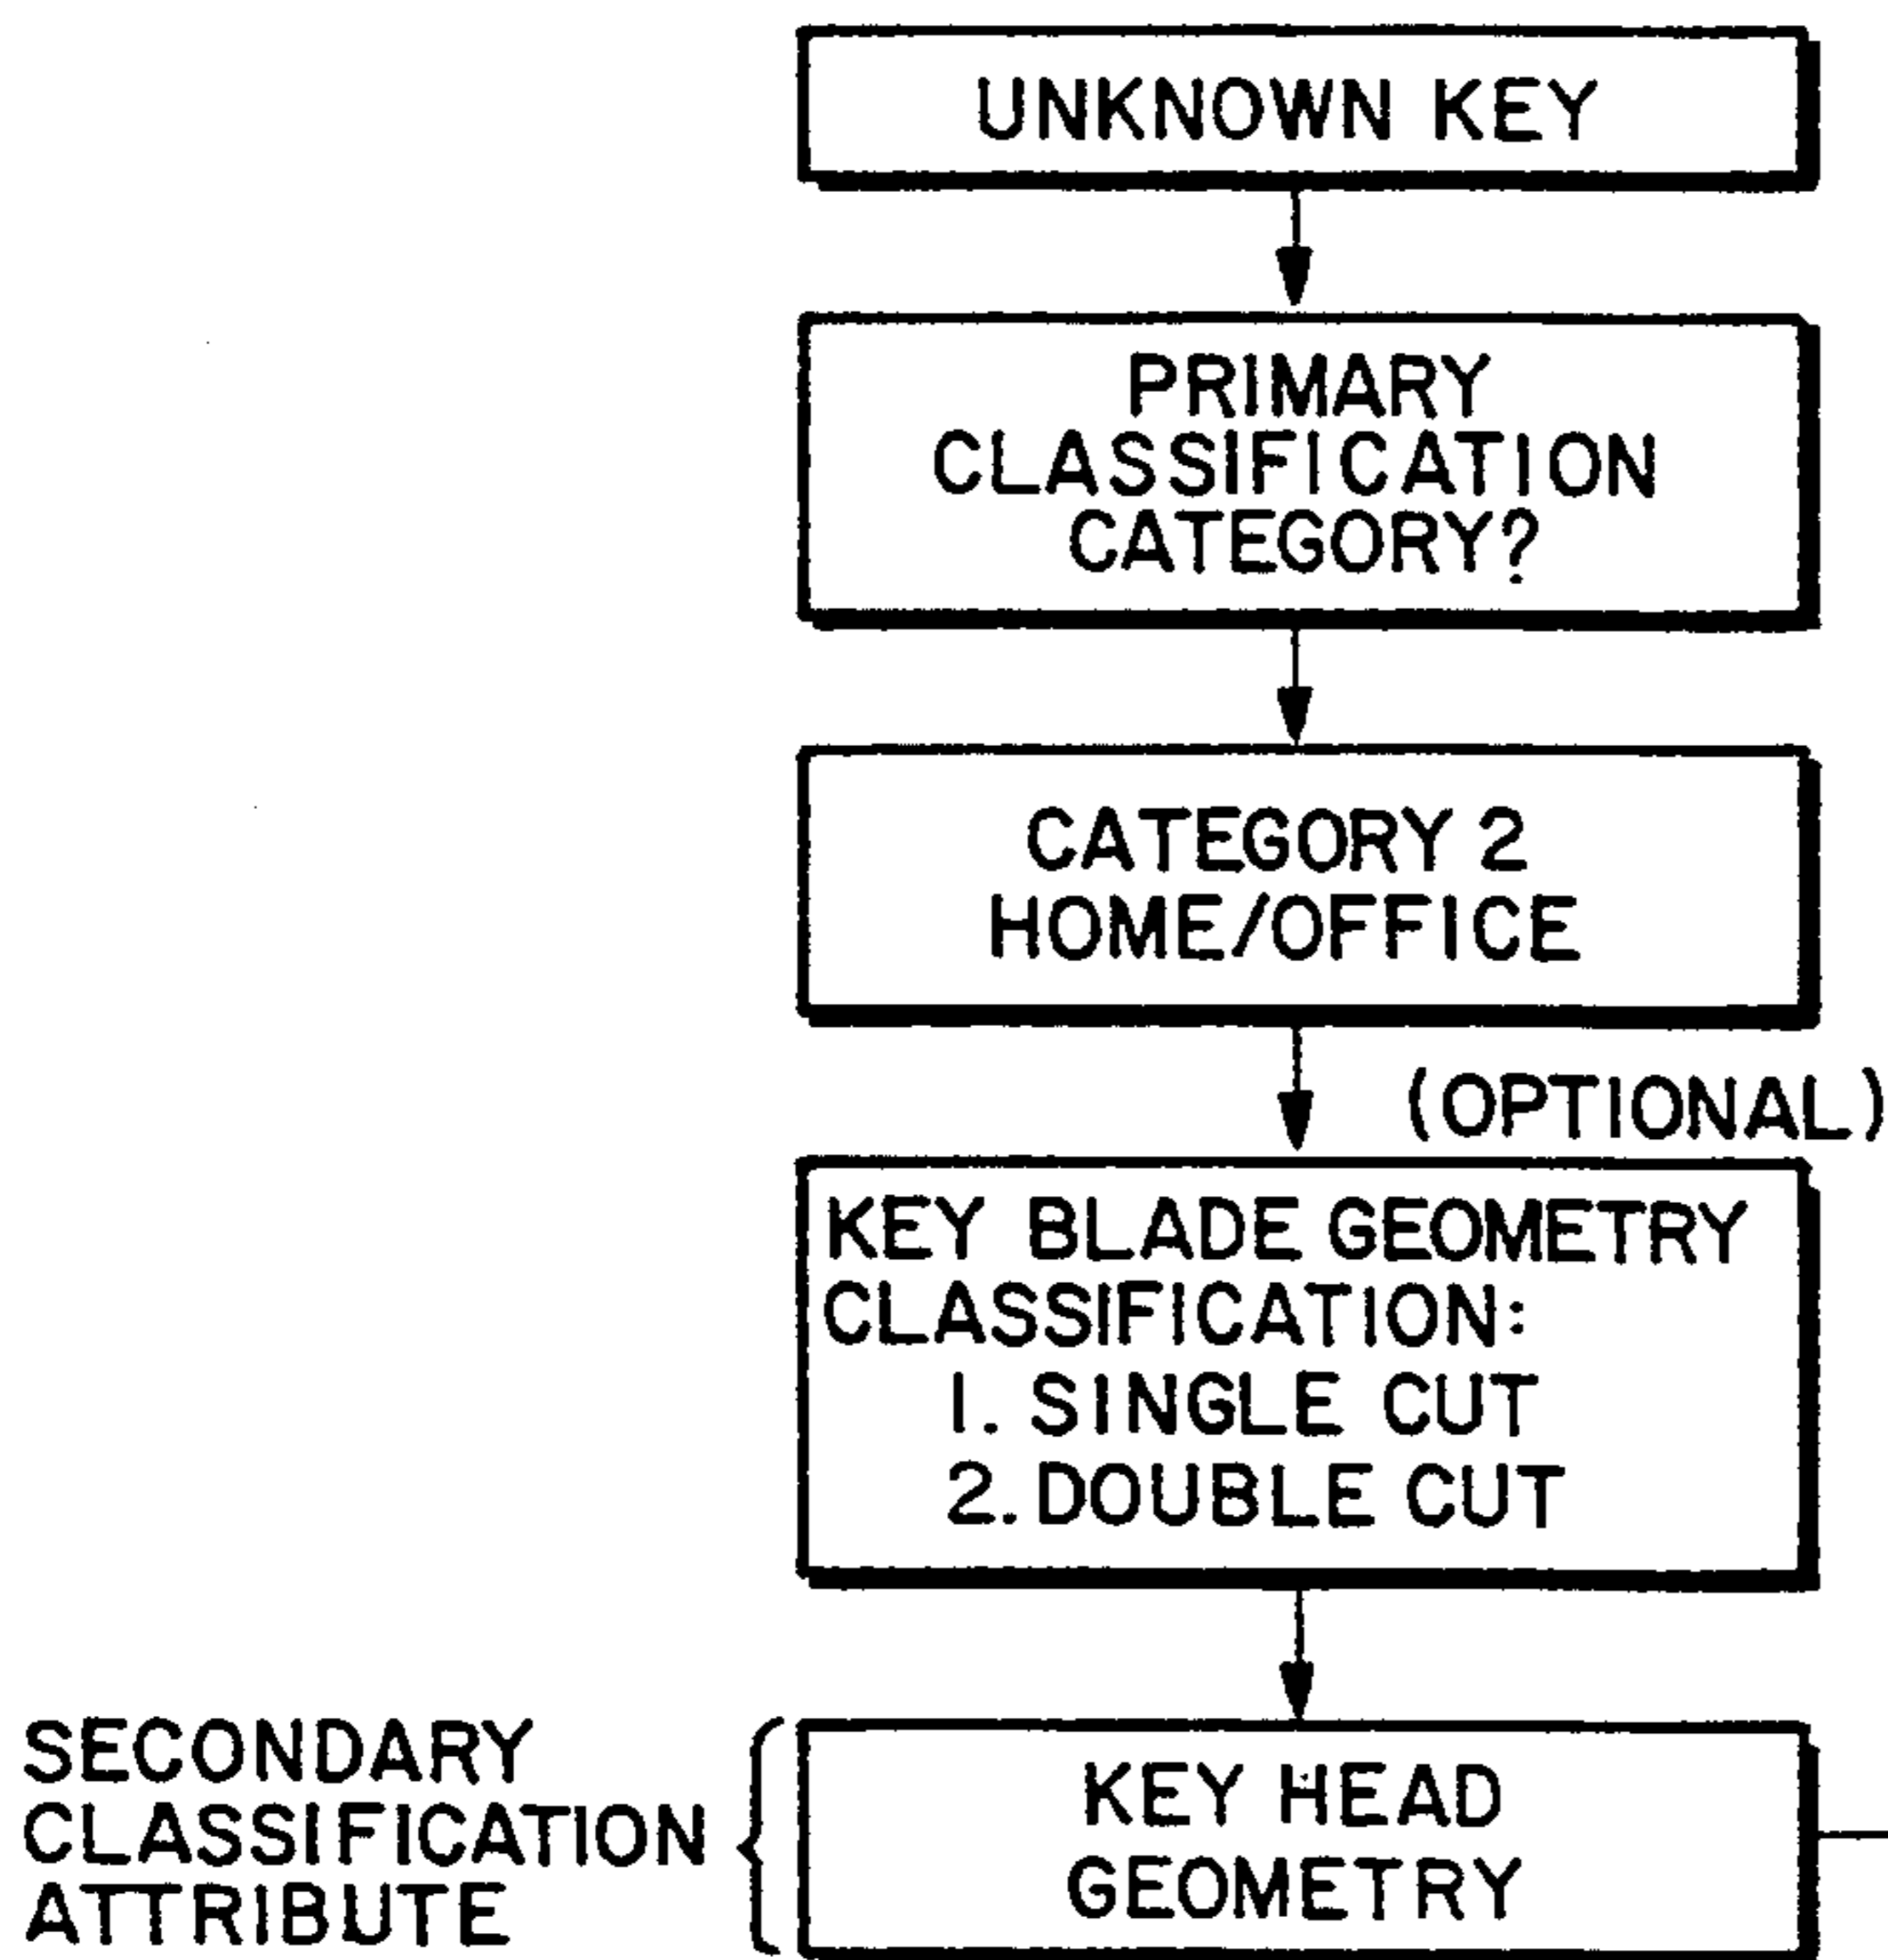 UNKNOWN KEY
PRIMARY
CLASSIFICATION
CATEGORY?
CATEGORY 2
HOME/OFFICE
(OPTIONAL)
KEY BLADE GEOMETRY
CLASSIFICATION:
1. SINGLE CUT
2. DOUBLE CUT
SECONDARY
CLASSIFICATION
ATTRIBUTE
KEY HEAD
GEOMETRY